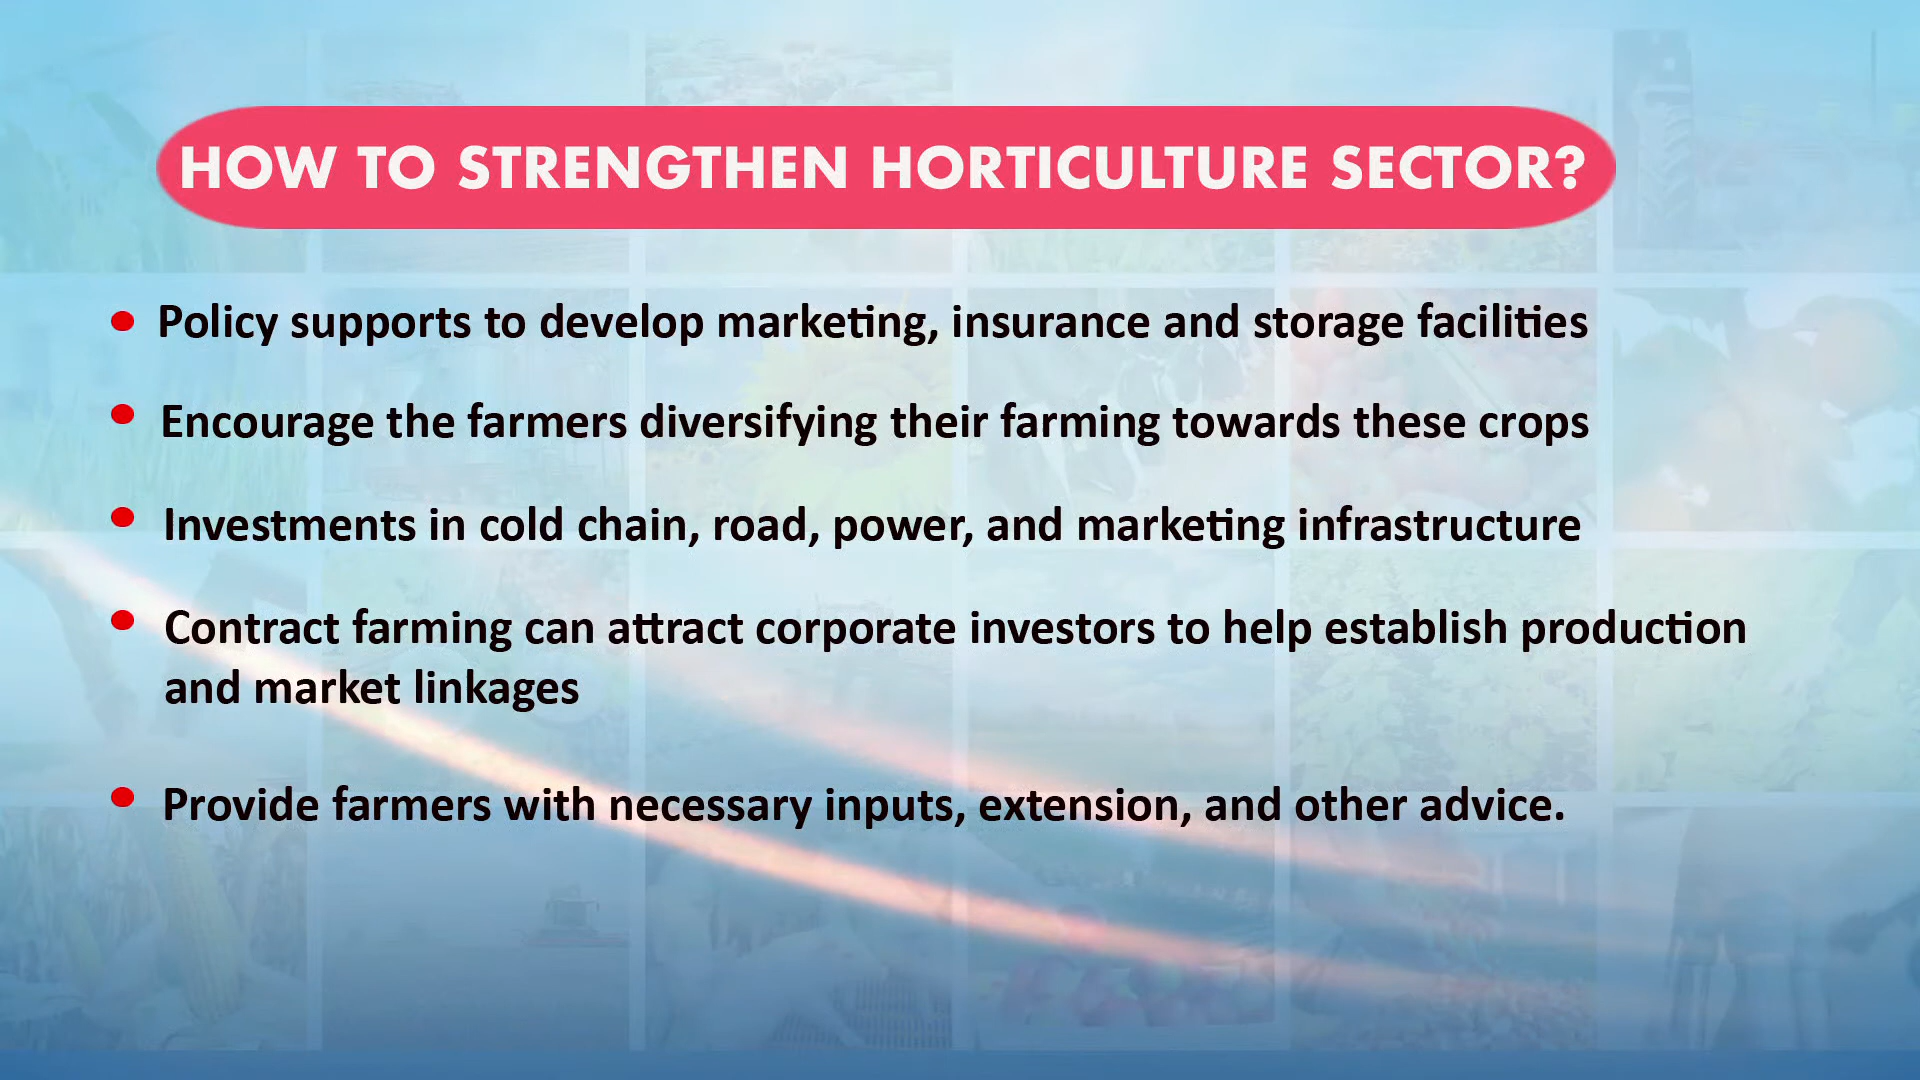 HOW TO STRENGTHEN HORTICULTURE SECTOR?
• Policy supports to develop marketing, insurance and storage facilities
• Encourage the farmers diversifying their farming towards these crops
• Investments in cold chain, road, power, and marketing infrastructure
• Contract farming can attract corporate investors to help establish production
and market linkages
• Provide farmers with necessary inputs, extension, and other advice.